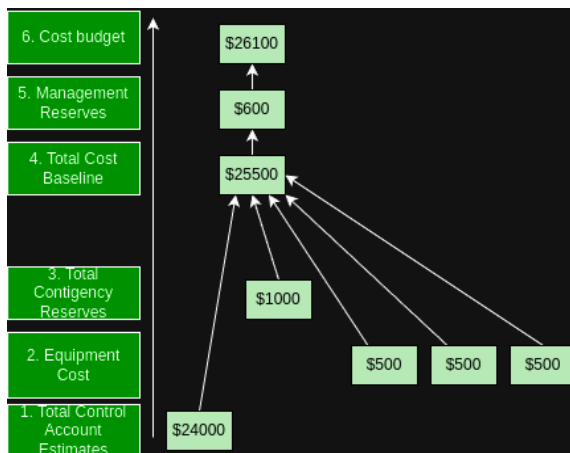 6. Cost budget
$26100
5. Management
Reserves
$600
4. Total Cost
Baseline
$25500
3. Total
Contigency
Reserves
$1000
2. Equipment
Cost
$500
$500
$500
1. Total Control
Account
Estimates
$24000